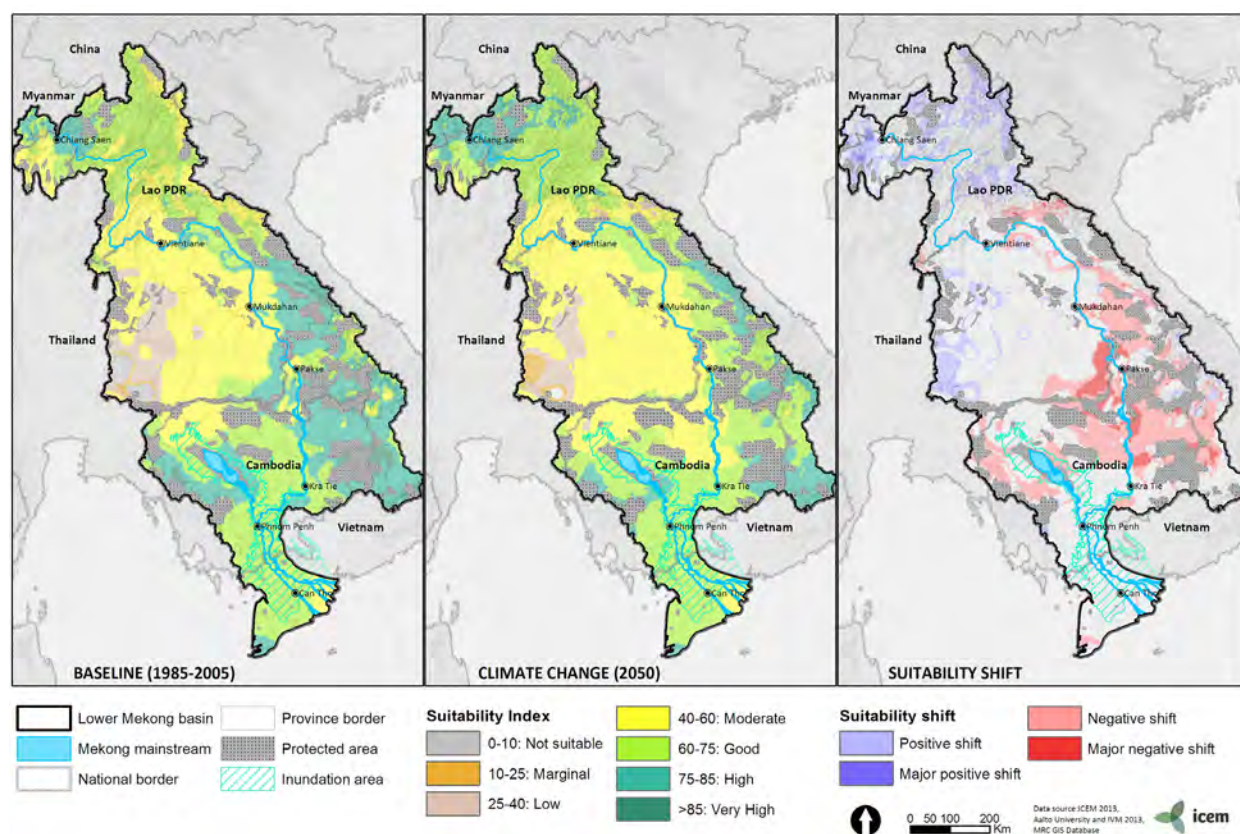 China
Myanmar
Chiang Saen
Lao PDR
Vientiane
Mukdahan
Thailand
Pakse
Cambodia
Kra Tie
Phnom Penh
Vietnam
Can Tho
BASELINE (1985-2005)
China
Myanmar
Chiang Saen
Lao PDR
Vientiane
Mukdahan
Thailand
Pakse
Cambodia
Kra Tie
Phnom Penh
Vietnam
Can Tho
CLIMATE CHANGE (2050)
China
Myanmar
Chiang Saen
Lao PDR
Vientiane
Mukdahan
Thailand
Pakse
Cambodia
Kra Tie
Phnom Penh
Vietnam
Can Tho
SUITABILITY SHIFT
Lower Mekong basin
Mekong mainstream
National border
Province border
Protected area
Inundation area
Suitability Index
0-10: Not suitable
10-25: Marginal
25-40: Low
40-60: Moderate
60-75: Good
75-85: High
>85: Very High
Suitability shift
Positive shift
Major positive shift
Negative shift
Major negative shift
0 50 100 200
Km
Data source: ICEM 2013,
Aalto University and IVM 2013,
MRC GIS Database
icem